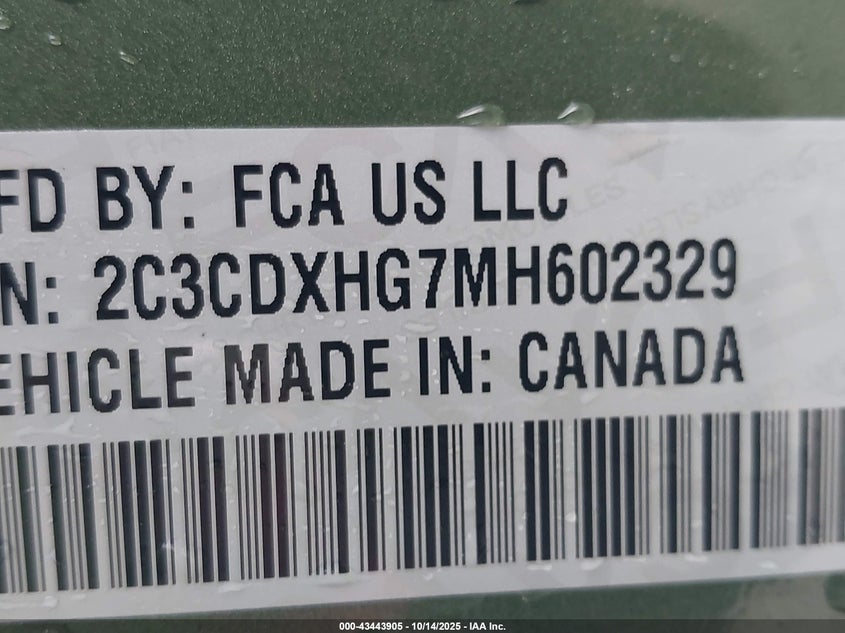 FD BY: FCA US LLC
N: 2C3CDXHG7MH602329
EHICLE MADE IN: CANADA
000-43443905 - 10/14/2025 - IAA Inc.